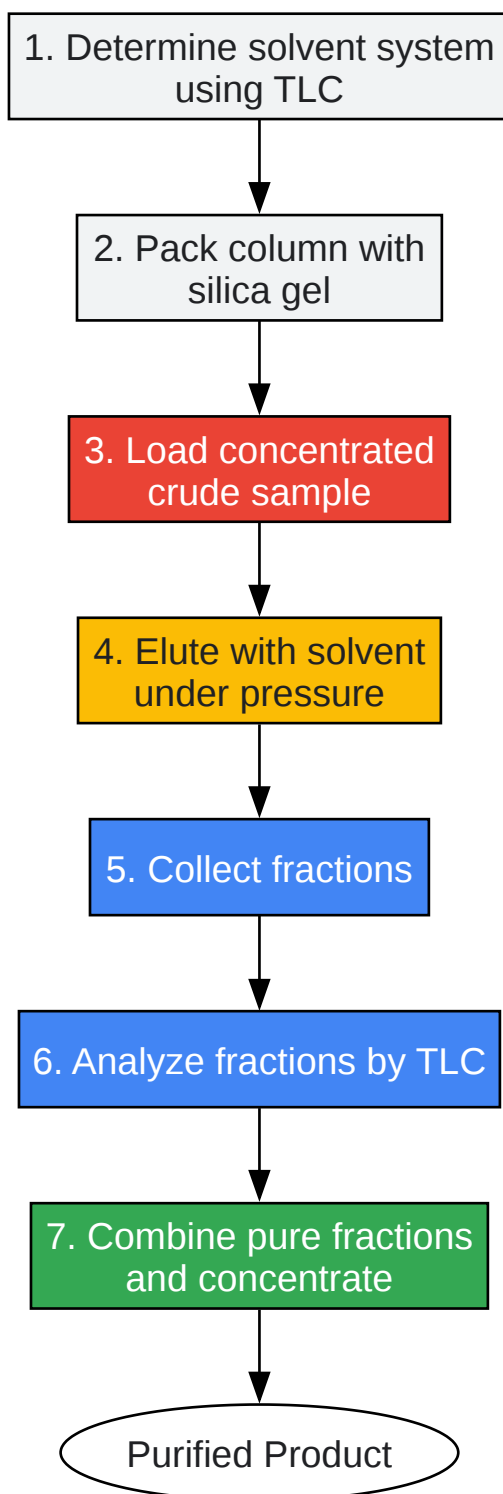 1. Determine solvent system
using TLC
2. Pack column with
silica gel
3. Load concentrated
crude sample
4. Elute with solvent
under pressure
5. Collect fractions
6. Analyze fractions by TLC
7. Combine pure fractions
and concentrate
Purified Product